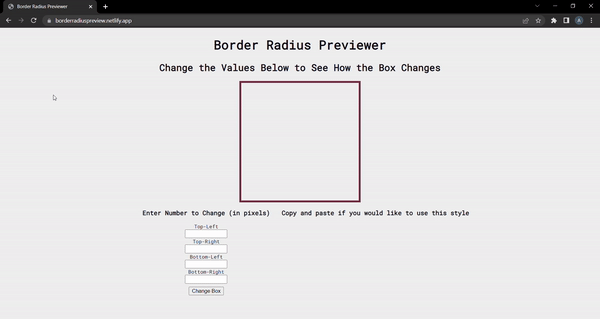 Border Radius Previewer
borderradiuspreview.netlify.app
A
Border Radius Previewer
Change the Values Below to See How the Box Changes
Enter Number to Change (in pixels) Copy and paste if you would like to use this style
Top-Left
Top-Right
Bottom-Left
Bottom-Right
Change Box